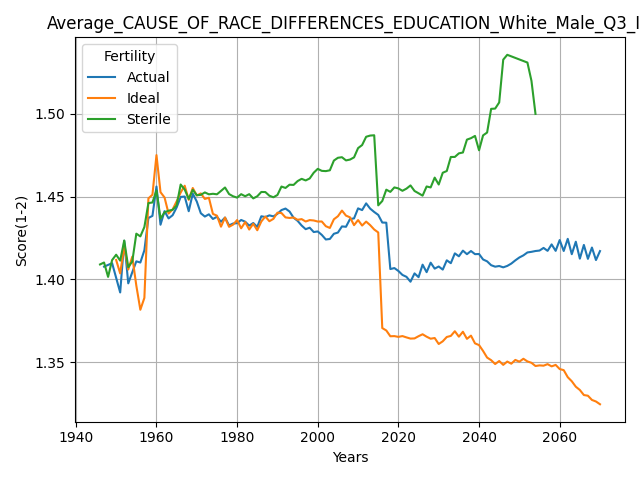 Average_CAUSE_OF_RACE_DIFFERENCES_EDUCATION_White_Male_Q3_I
Fertility
Actual
Ideal
Sterile
Score(1-2)
1.50
1.45
1.40
1.35
1940 1960 1980 2000 2020 2040 2060
Years